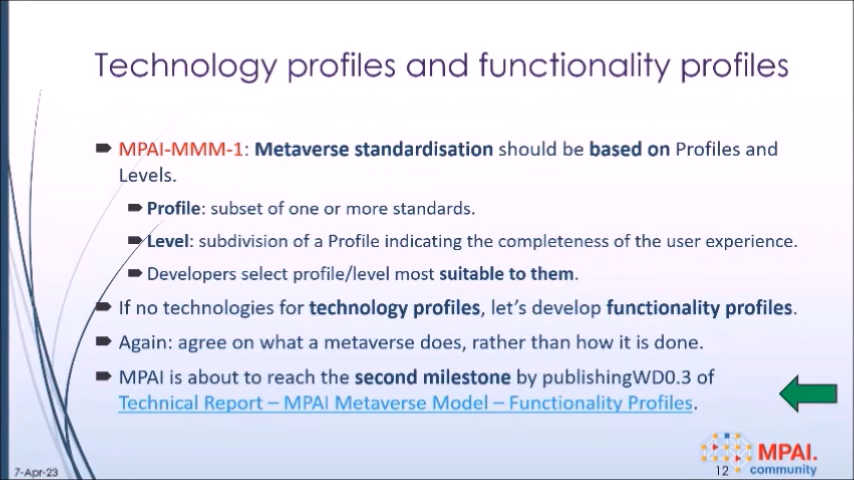 Technology profiles and functionality profiles
MPAI-MMM-1: Metaverse standardisation should be based on Profiles and
Levels.
Profile: subset of one or more standards.
Level: subdivision of a Profile indicating the completeness of the user experience.
Developers select profile/level most suitable to them.
If no technologies for technology profiles, let's develop functionality profiles.
Again: agree on what a metaverse does, rather than how it is done.
MPAI is about to reach the second milestone by publishingWD0.3 of
Technical Report – MPAI Metaverse Model – Functionality Profiles.
7-Apr-23
12
MPAI.
community